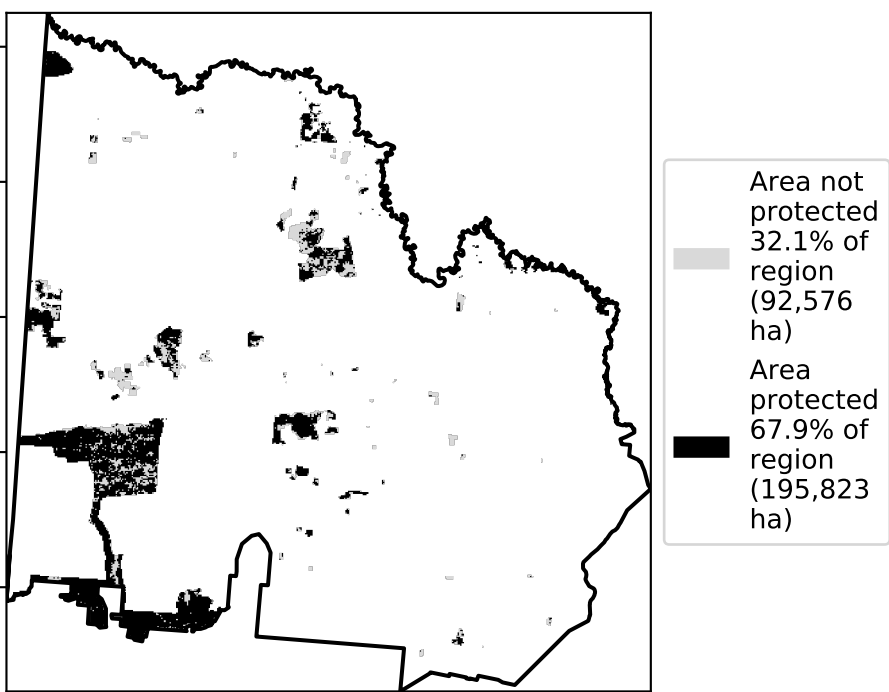 Area not
protected
32.1% of
region
(92,576
ha)
Area
protected
67.9% of
region
(195,823
ha)